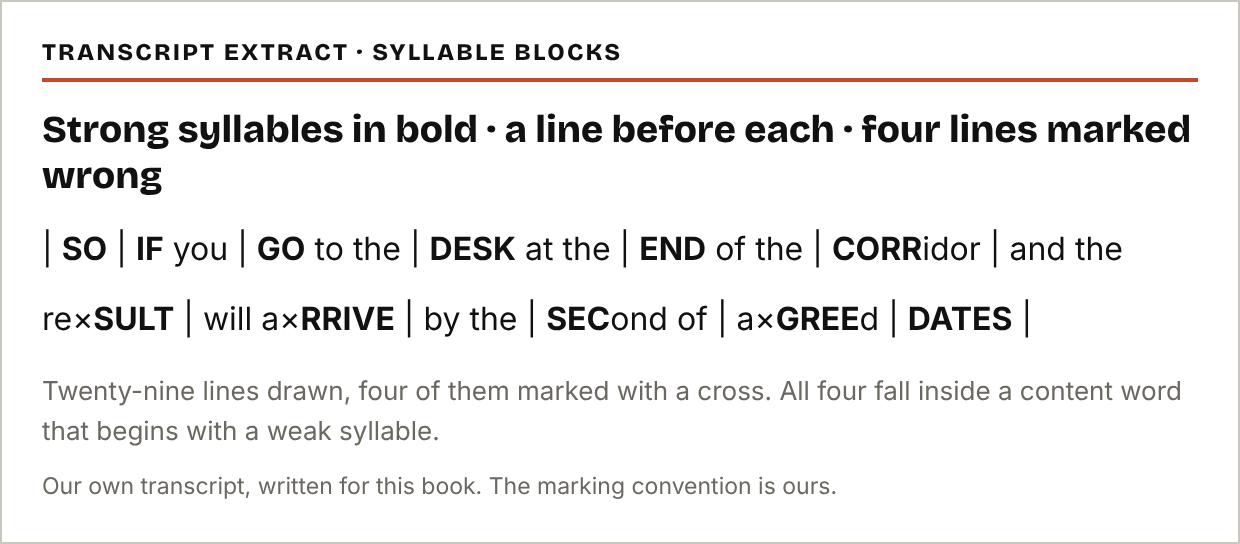 TRANSCRIPT EXTRACT · SYLLABLE BLOCKS
Strong syllables in bold · a line before each · four lines marked
wrong
| SO | IF you | GO to the | DESK at the | END of the | CORRidor | and the
re×SULT | will a×RRIVE | by the | SECond of | a×GREEd | DATES |
Twenty-nine lines drawn, four of them marked with a cross. All four fall inside a content word
that begins with a weak syllable.
Our own transcript, written for this book. The marking convention is ours.